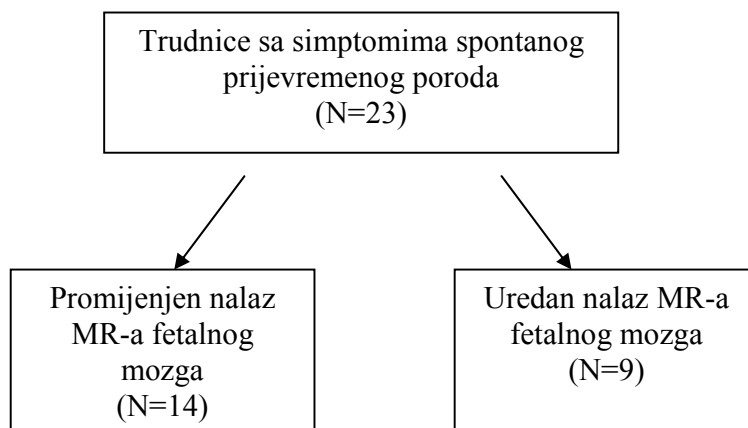 Trudnice sa simptomima spontanog
prijevremenog poroda
(N=23)
Promijenjen nalaz
MR-a fetalnog
mozga
(N=14)
Uredan nalaz MR-a
fetalnog mozga
(N=9)